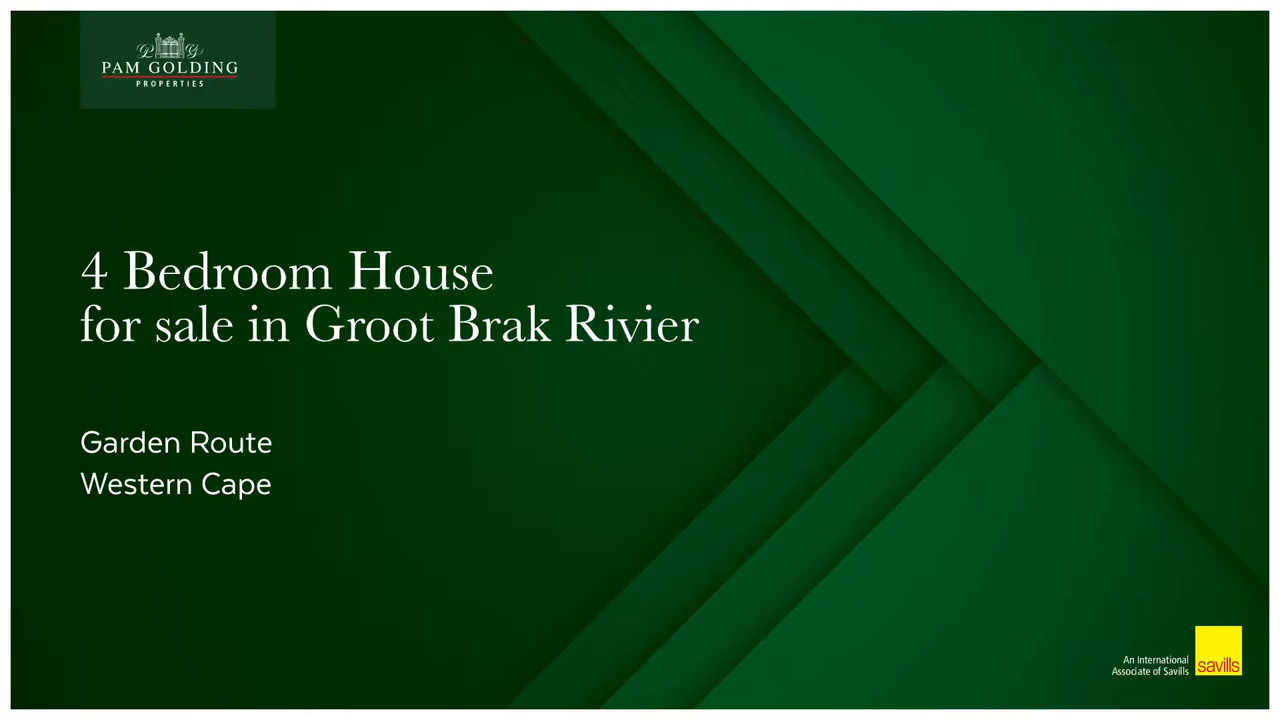 PG
PAM GOLDING
PROPERTIES
4 Bedroom House
for sale in Groot Brak Rivier
Garden Route
Western Cape
An International
Associate of Savills
savills